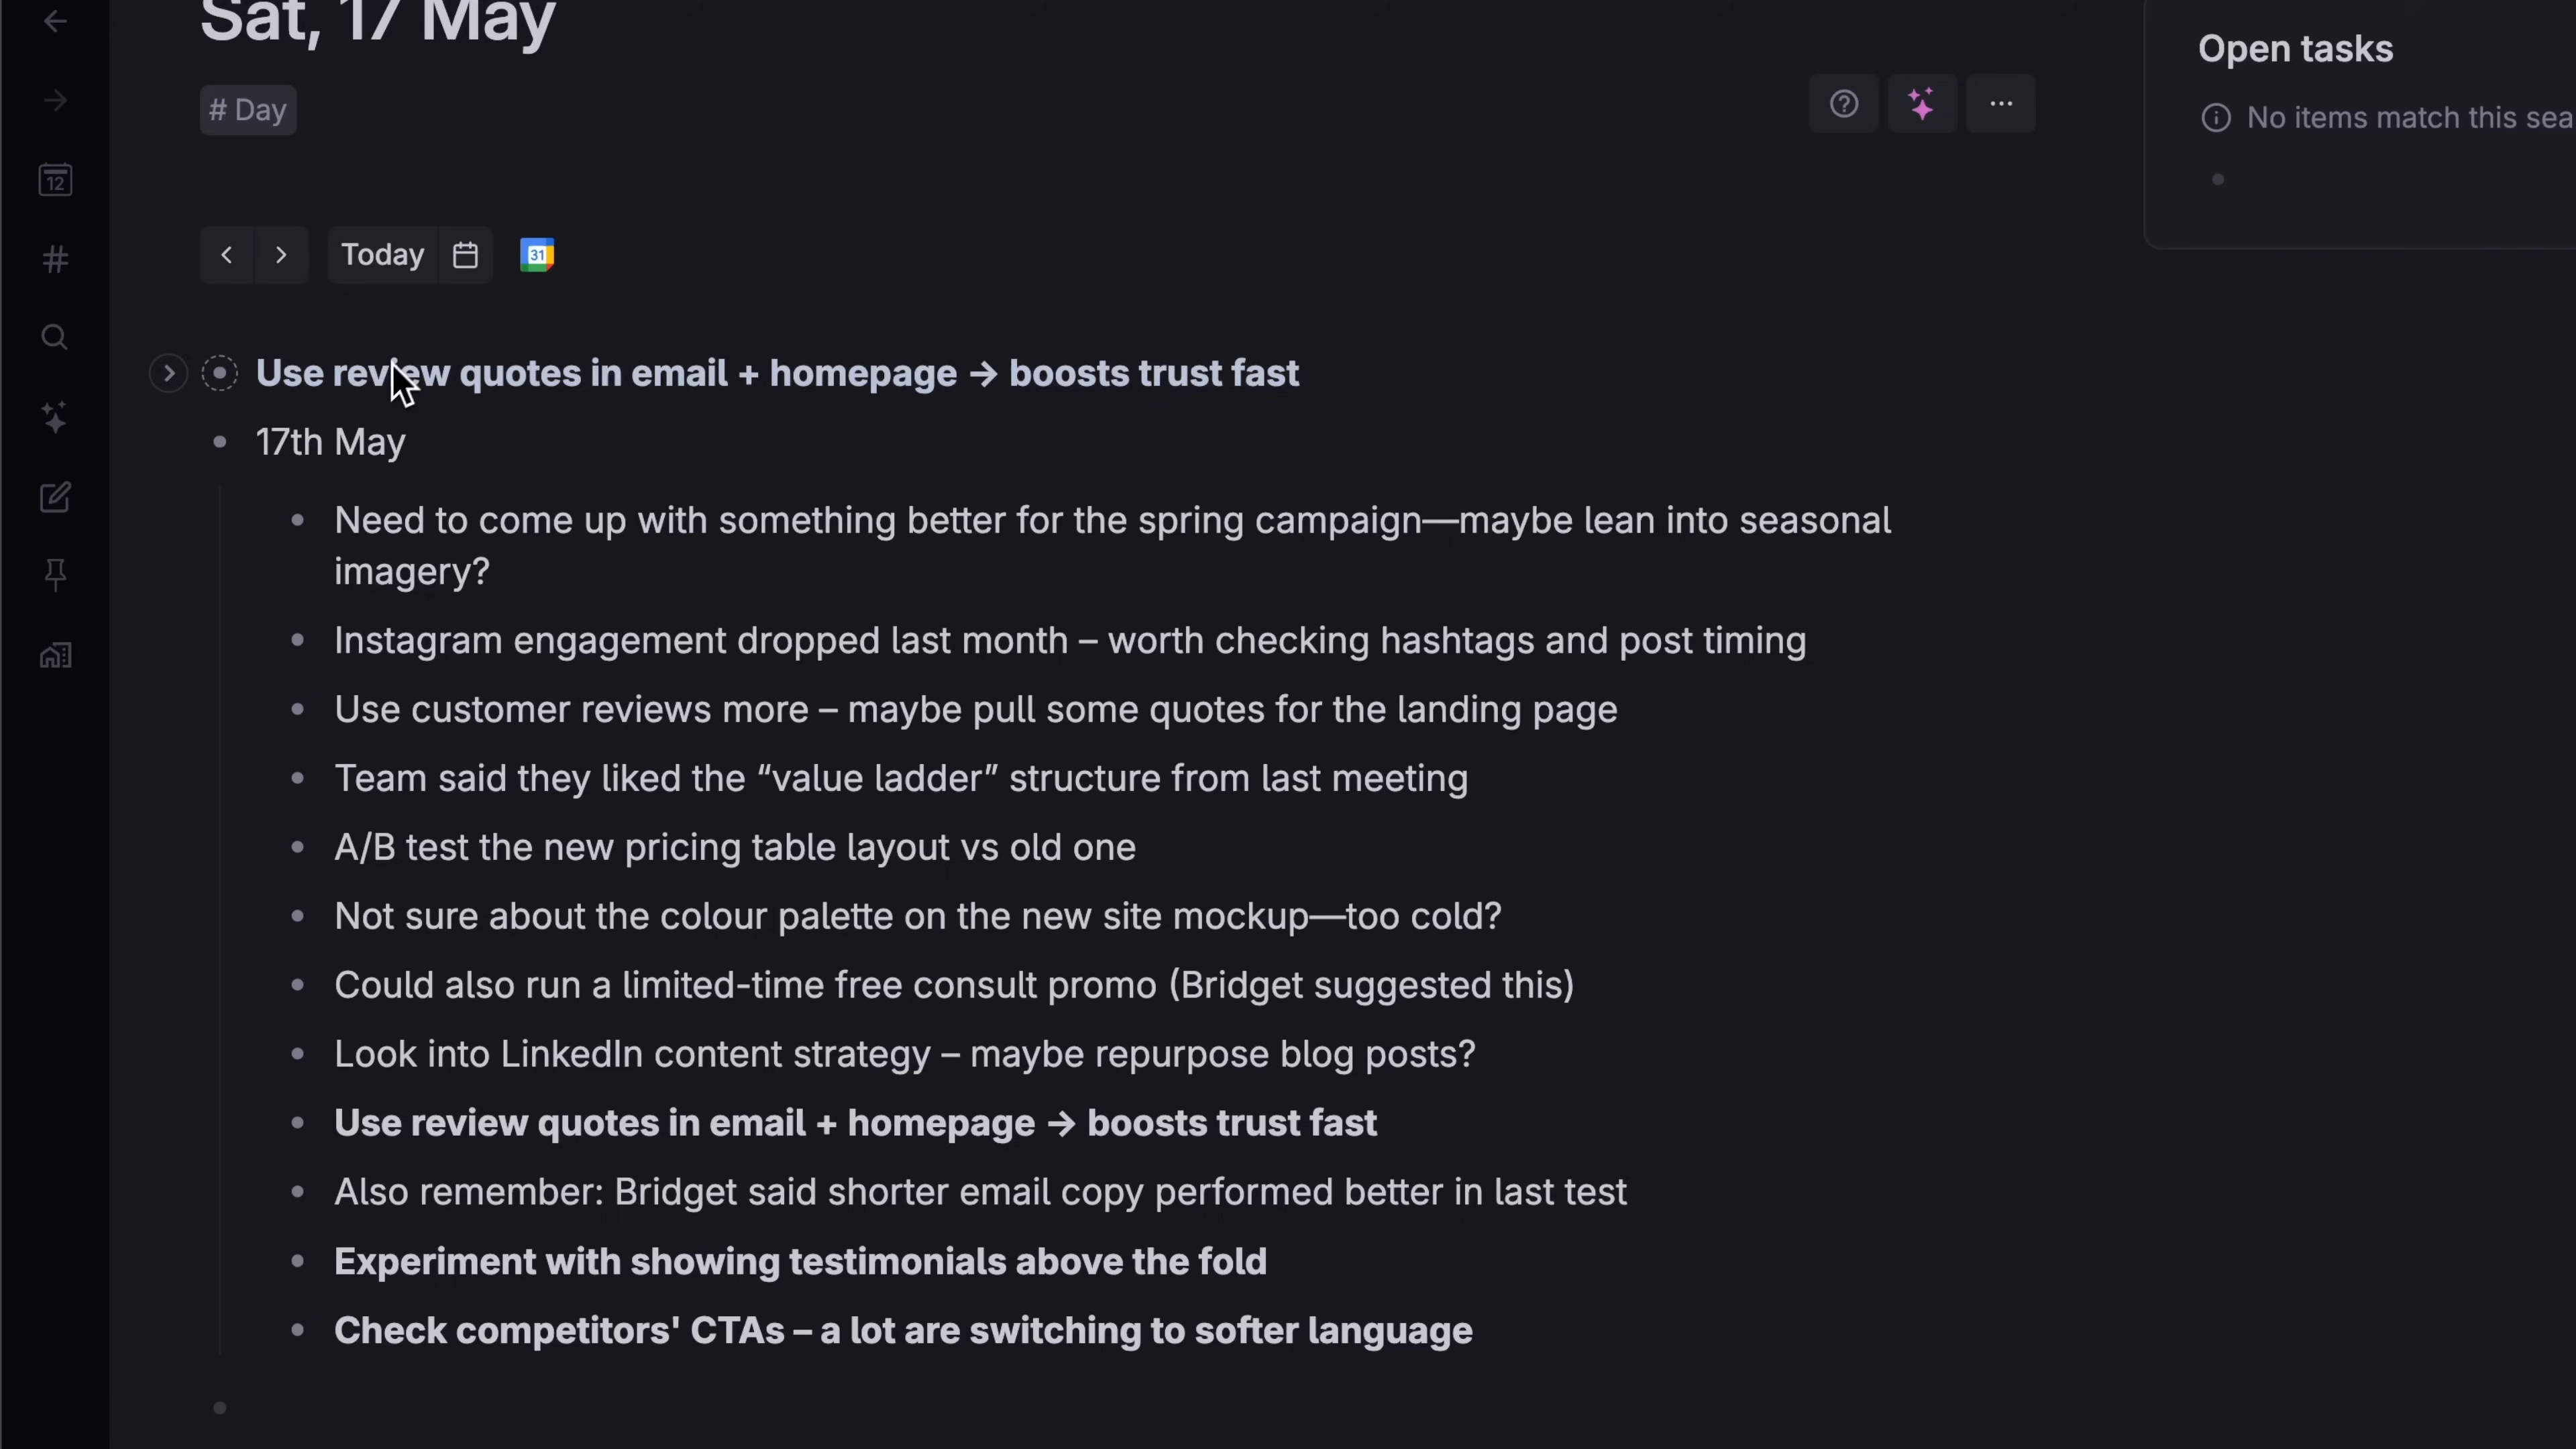 Sat, 17 May
Open tasks
# Day
No items match this sea
12
Today
31
Use review quotes in email + homepage → boosts trust fast
17th May
Need to come up with something better for the spring campaign—maybe lean into seasonal
imagery?
Instagram engagement dropped last month – worth checking hashtags and post timing
Use customer reviews more – maybe pull some quotes for the landing page
Team said they liked the “value ladder” structure from last meeting
A/B test the new pricing table layout vs old one
Not sure about the colour palette on the new site mockup—too cold?
Could also run a limited-time free consult promo (Bridget suggested this)
Look into LinkedIn content strategy – maybe repurpose blog posts?
Use review quotes in email + homepage → boosts trust fast
Also remember: Bridget said shorter email copy performed better in last test
Experiment with showing testimonials above the fold
Check competitors' CTAs – a lot are switching to softer language